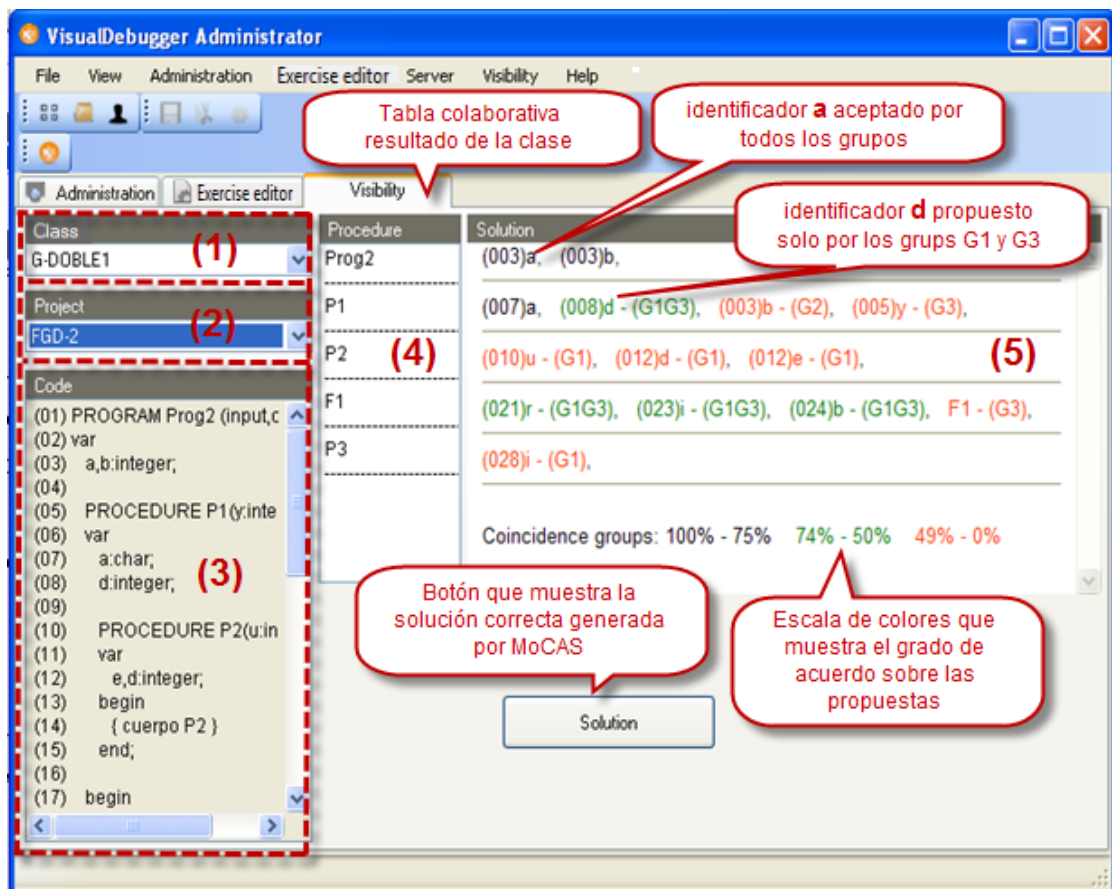 VisualDebugger Administrator
File View Administration Exercise editor Server Visibility Help
Tabla colaborativa
resultado de la clase
identificador a aceptado por
todos los grupos
Administration Exercise editor Visibility
identificador d propuesto
solo por los grups G1 y G3
Class
G-DOBLE1
(1)
Project
FGD-2
(2)
Code
(01) PROGRAM Prog2 (input,c
(02) var
(03) a,b:integer;
(04)
(05) PROCEDURE P1(y:inte
(06) var
(07) a:char;
(08) d:integer;
(09)
(10) PROCEDURE P2(u:in
(11) var
(12) e,d:integer;
(13) begin
(14) { cuerpo P2 }
(15) end;
(16)
(17) begin
(3)
Procedure
Prog2
P1
P2
F1
P3
(4)
Solution
(003)a, (003)b,
(007)a, (008)d - (G1G3), (003)b - (G2), (005)y - (G3),
(010)u - (G1), (012)d - (G1), (012)e - (G1),
(021)r - (G1G3), (023)i - (G1G3), (024)b - (G1G3), F1 - (G3),
(028)i - (G1),
(5)
Coincidence groups: 100% - 75% 74% - 50% 49% - 0%
Botón que muestra la
solución correcta generada
por MoCAS
Escala de colores que
muestra el grado de
acuerdo sobre las
propuestas
Solution